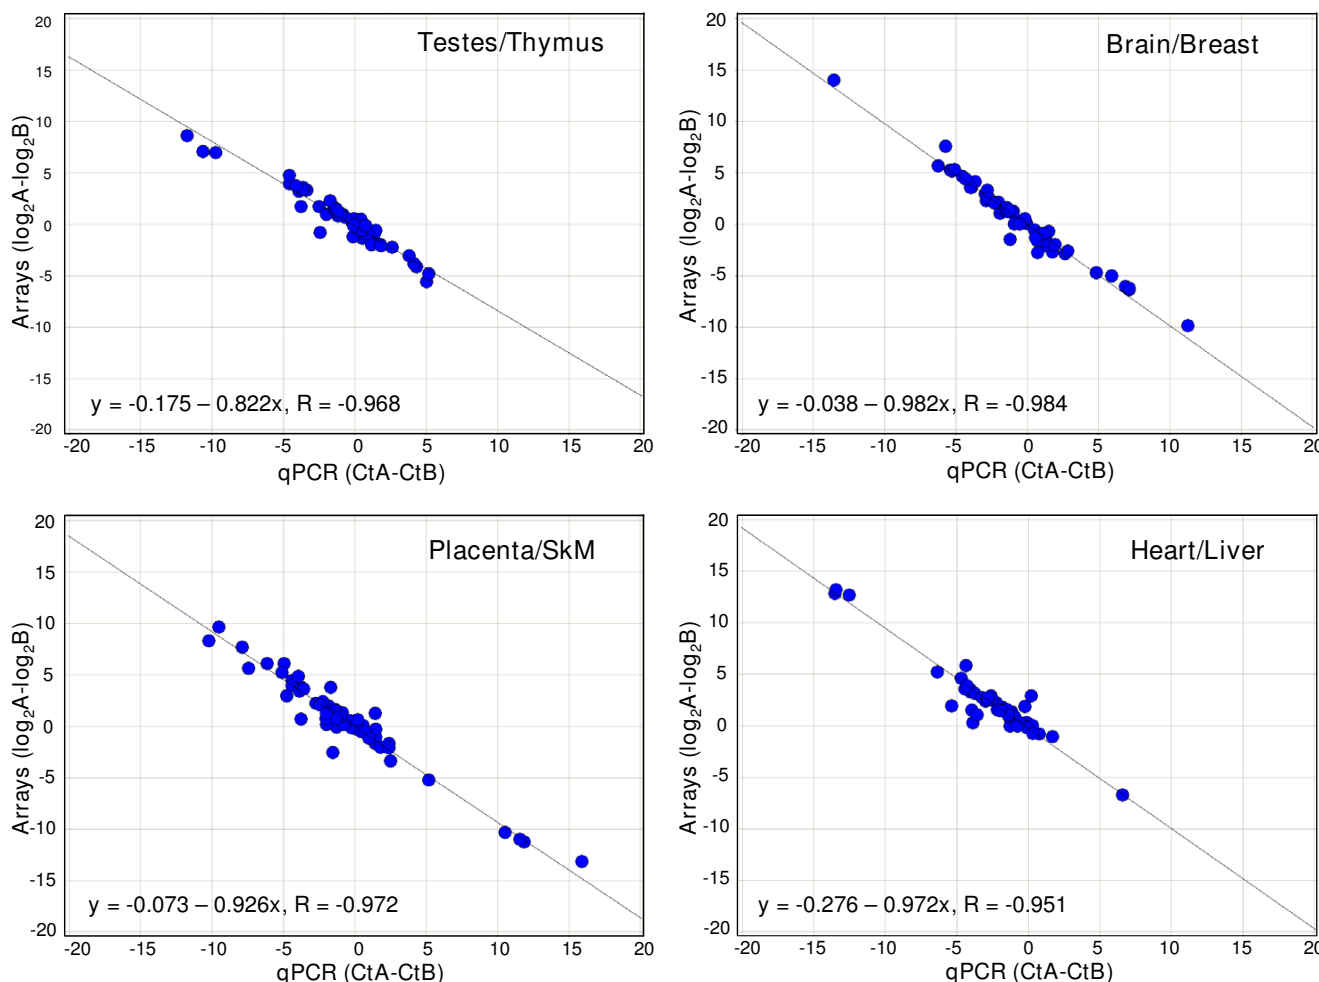 Testes/Thymus
Arrays (log₂A-log₂B)
20
15
10
5
0
-5
-10
-15
-20
y = -0.175 – 0.822x, R = -0.968
-20 -15 -10 -5 0 5 10 15 20
qPCR (CtA-CtB)
Brain/Breast
Arrays (log₂A-log₂B)
20
15
10
5
0
-5
-10
-15
-20
y = -0.038 – 0.982x, R = -0.984
-20 -15 -10 -5 0 5 10 15 20
qPCR (CtA-CtB)
Placenta/SkM
Arrays (log₂A-log₂B)
20
15
10
5
0
-5
-10
-15
-20
y = -0.073 – 0.926x, R = -0.972
-20 -15 -10 -5 0 5 10 15 20
qPCR (CtA-CtB)
Heart/Liver
Arrays (log₂A-log₂B)
20
15
10
5
0
-5
-10
-15
-20
y = -0.276 – 0.972x, R = -0.951
-20 -15 -10 -5 0 5 10 15 20
qPCR (CtA-CtB)